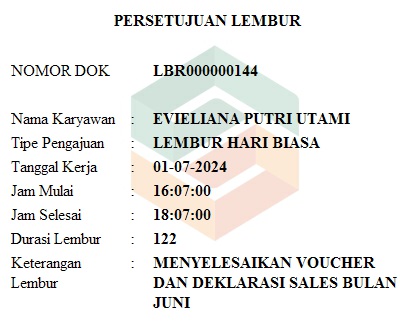 PERSETUJUAN LEMBUR
NOMOR DOK LBR000000144
Nama Karyawan : EVIELIANA PUTRI UTAMI
Tipe Pengajuan : LEMBUR HARI BIASA
Tanggal Kerja : 01-07-2024
Jam Mulai : 16:07:00
Jam Selesai : 18:07:00
Durasi Lembur : 122
Keterangan : MENYELESAIKAN VOUCHER
Lembur DAN DEKLARASI SALES BULAN
JUNI